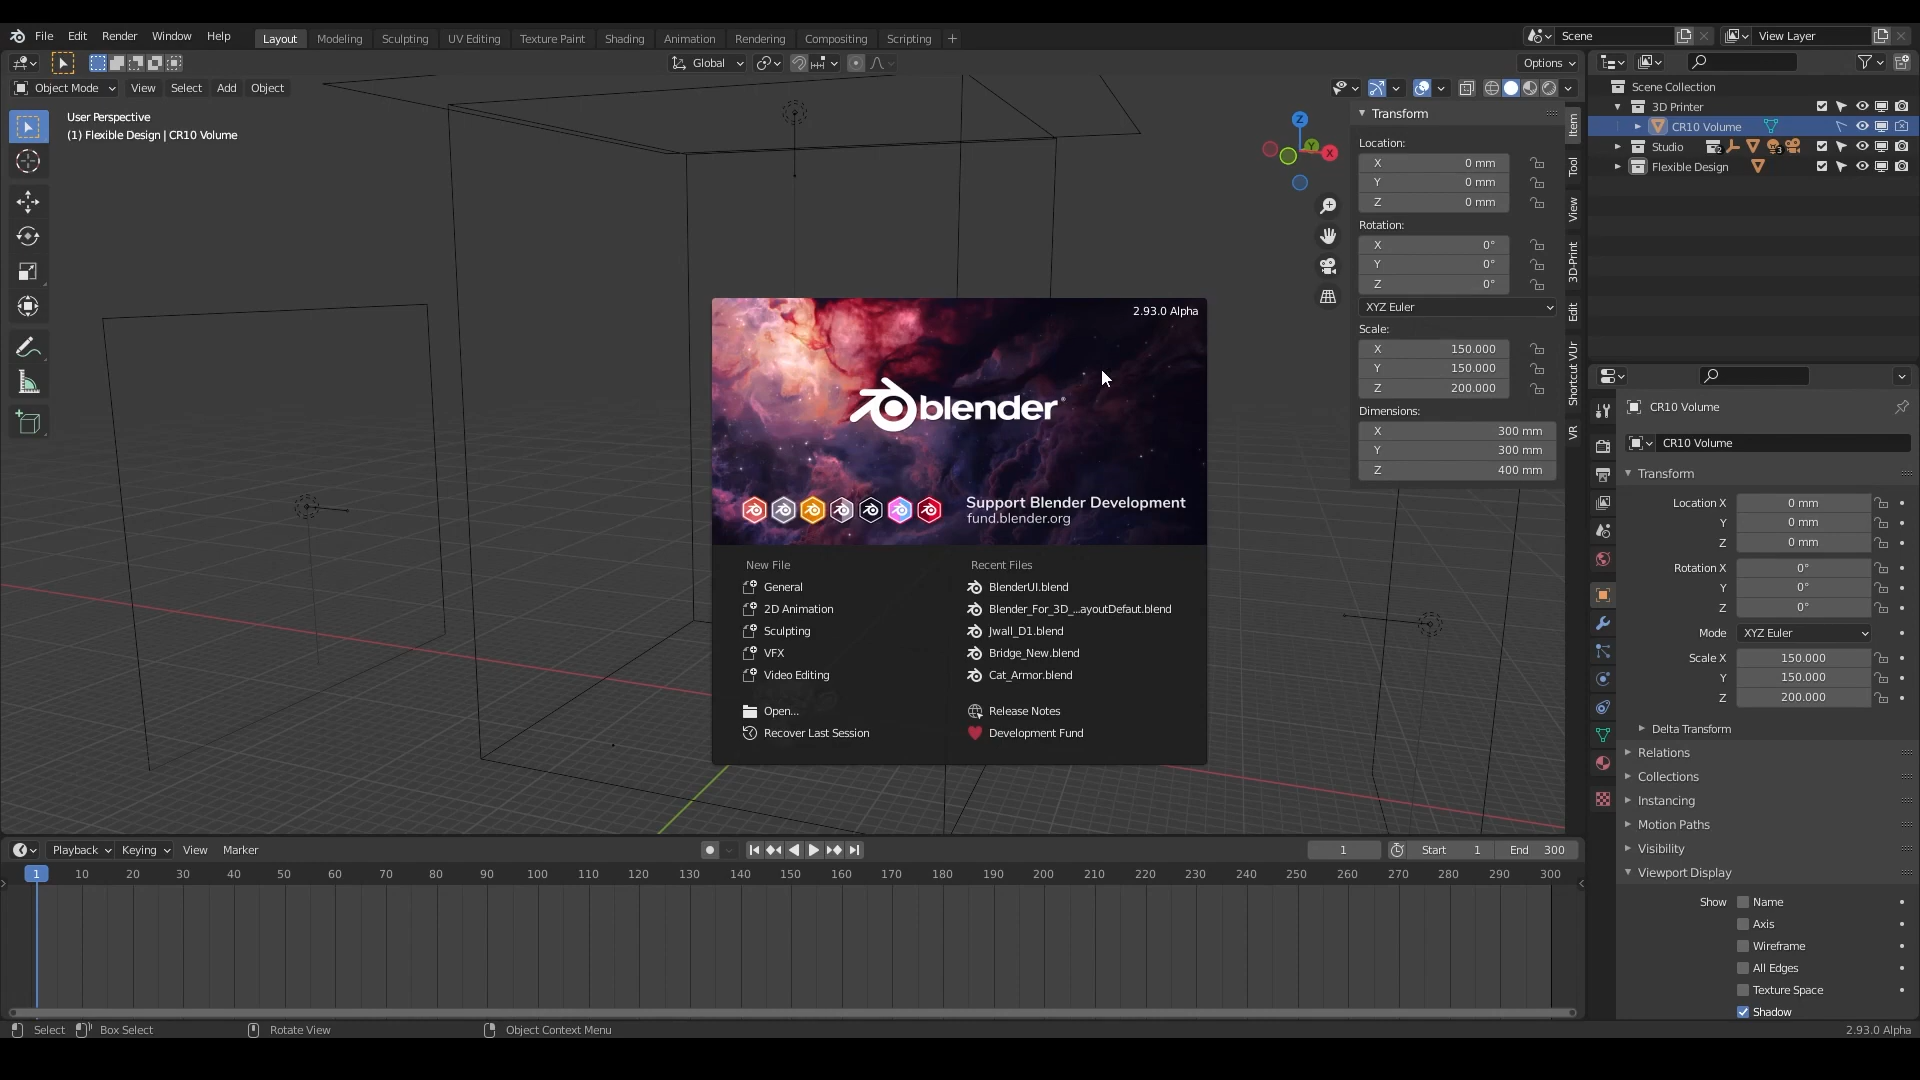 File Edit Render Window Help Layout Modeling Sculpting UV Editing Texture Paint Shading Animation Rendering Compositing Scripting + Scene View Layer
Global Options
Object Mode View Select Add Object
User Perspective
(1) Flexible Design | CR10 Volume
Z
Y
X
Transform
Location:
X 0 mm
Y 0 mm
Z 0 mm
Rotation:
X 0°
Y 0°
Z 0°
XYZ Euler
Scale:
X 150.000
Y 150.000
Z 200.000
Dimensions:
X 300 mm
Y 300 mm
Z 400 mm
Item
Tool
View
3D-Print
Edit
Shortcut VUr
VR
Scene Collection
3D Printer
CR10 Volume
Studio 2 3
Flexible Design
2.93.0 Alpha
blender
Support Blender Development
fund.blender.org
New File
General
2D Animation
Sculpting
VFX
Video Editing
Open...
Recover Last Session
Recent Files
BlenderUI.blend
Blender_For_3D_...ayoutDefaut.blend
Jwall_D1.blend
Bridge_New.blend
Cat_Armor.blend
Release Notes
Development Fund
CR10 Volume
CR10 Volume
Transform
Location X 0 mm
Y 0 mm
Z 0 mm
Rotation X 0°
Y 0°
Z 0°
Mode XYZ Euler
Scale X 150.000
Y 150.000
Z 200.000
Delta Transform
Relations
Collections
Instancing
Motion Paths
Visibility
Viewport Display
Show Name
Axis
Wireframe
All Edges
Texture Space
Shadow
Playback Keying View Marker 1 Start 1 End 300
1 10 20 30 40 50 60 70 80 90 100 110 120 130 140 150 160 170 180 190 200 210 220 230 240 250 260 270 280 290 300
Select Box Select Rotate View Object Context Menu 2.93.0 Alpha